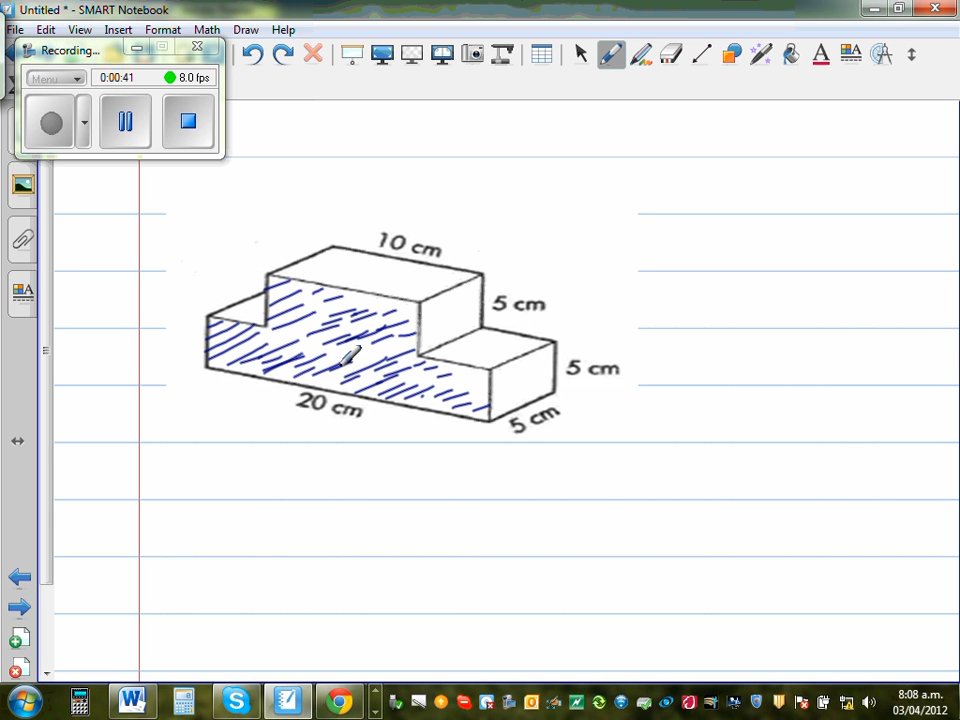 Untitled * - SMART Notebook
File Edit View Insert Format Math Draw Help
Recording...
Menu 0:00:41 8.0 fps
10 cm
5 cm
5 cm
20 cm
5 cm
8:08 a.m.
03/04/2012